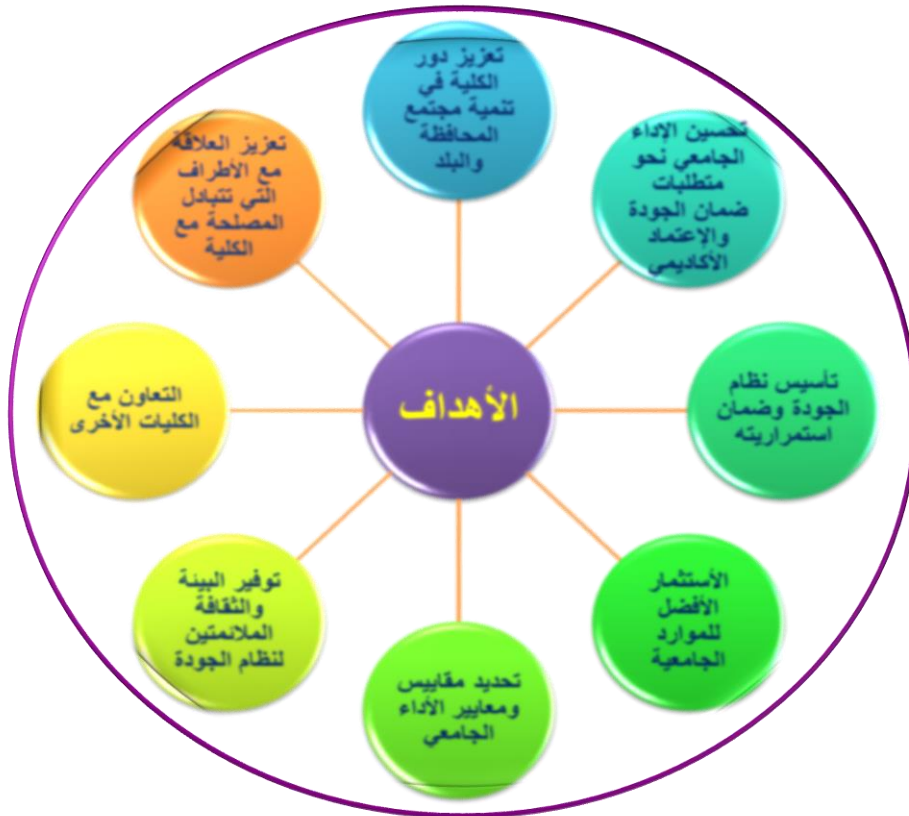 تعزيز دور
الكلية في
تنمية مجتمع
المحافظة
والبلد
تحسين الإداء
الجامعي نحو
متطلبات
ضمان الجودة
والإعتماد
الأكاديمي
تأسيس نظام
الجودة وضمان
استمراريته
الأستثمار
الأفضل
للموارد
الجامعية
تحديد مقاييس
ومعايير الأداء
الجامعي
توفير البيئة
والثقافة
الملائمتين
لنظام الجودة
التعاون مع
الكليات الأخرى
تعزيز العلاقة
مع الأطراف
التي تتبادل
المصلحة مع
الكلية
الأهداف